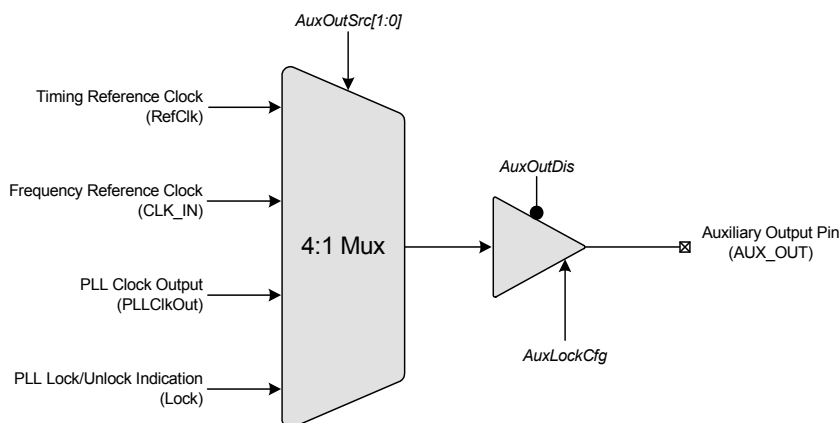 AuxOutSrc[1:0]
Timing Reference Clock
(RefClk)
Frequency Reference Clock
(CLK_IN)
PLL Clock Output
(PLLClkOut)
PLL Lock/Unlock Indication
(Lock)
4:1 Mux
AuxOutDis
AuxLockCfg
Auxiliary Output Pin
(AUX_OUT)